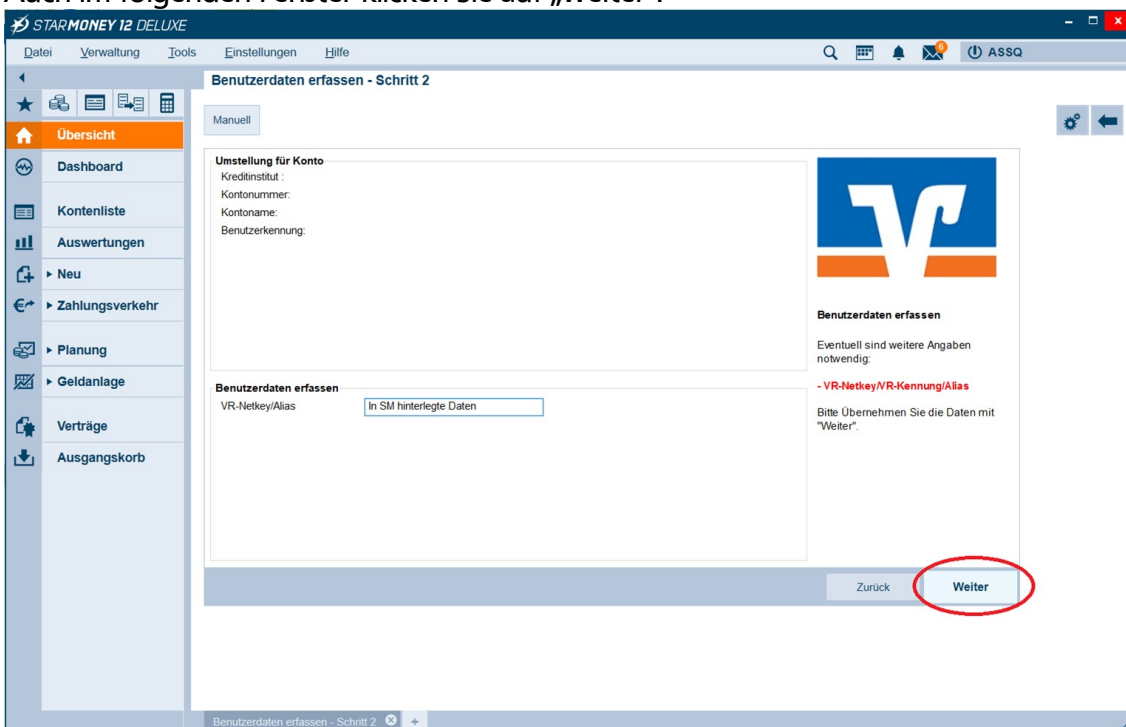 Auch im folgenden Fenster klicken Sie auf „Weiter".
STARMONEY 12 DELUXE
Datei Verwaltung Tools Einstellungen Hilfe
6 ASSQ
Benutzerdaten erfassen - Schritt 2
Manuell
Übersicht
Dashboard
Kontenliste
Auswertungen
Neu
Zahlungsverkehr
Planung
Geldanlage
Verträge
Ausgangskorb
Umstellung für Konto
Kreditinstitut :
Kontonummer:
Kontoname:
Benutzerkennung:
Benutzerdaten erfassen
VR-Netkey/Alias In SM hinterlegte Daten
Benutzerdaten erfassen
Eventuell sind weitere Angaben
notwendig:
- VR-Netkey/VR-Kennung/Alias
Bitte Übernehmen Sie die Daten mit
"Weiter".
Zurück Weiter
Benutzerdaten erfassen - Schritt 2